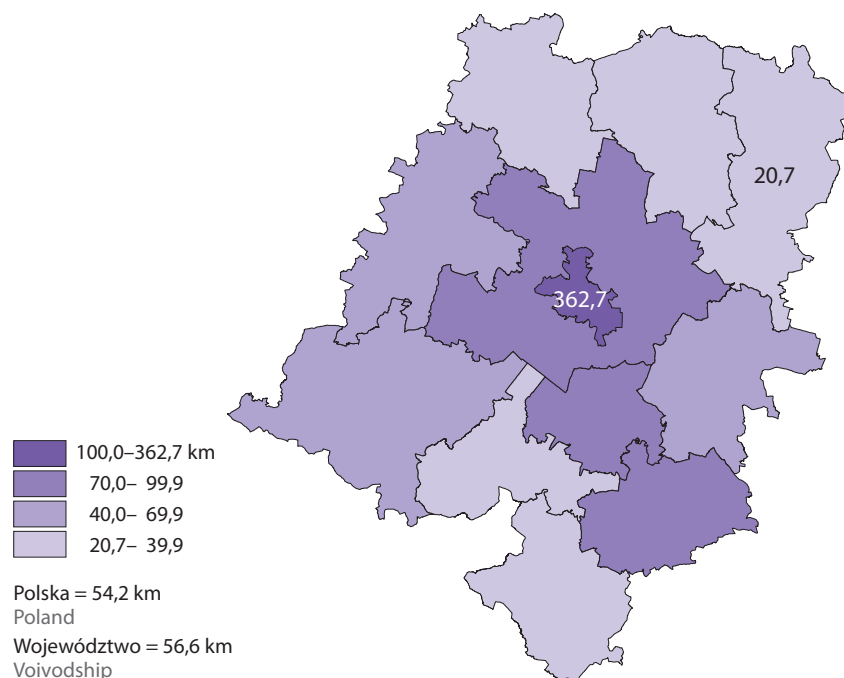 20,7
362,7
100,0–362,7 km
70,0– 99,9
40,0– 69,9
20,7– 39,9
Polska = 54,2 km
Poland
Województwo = 56,6 km
Voivodship